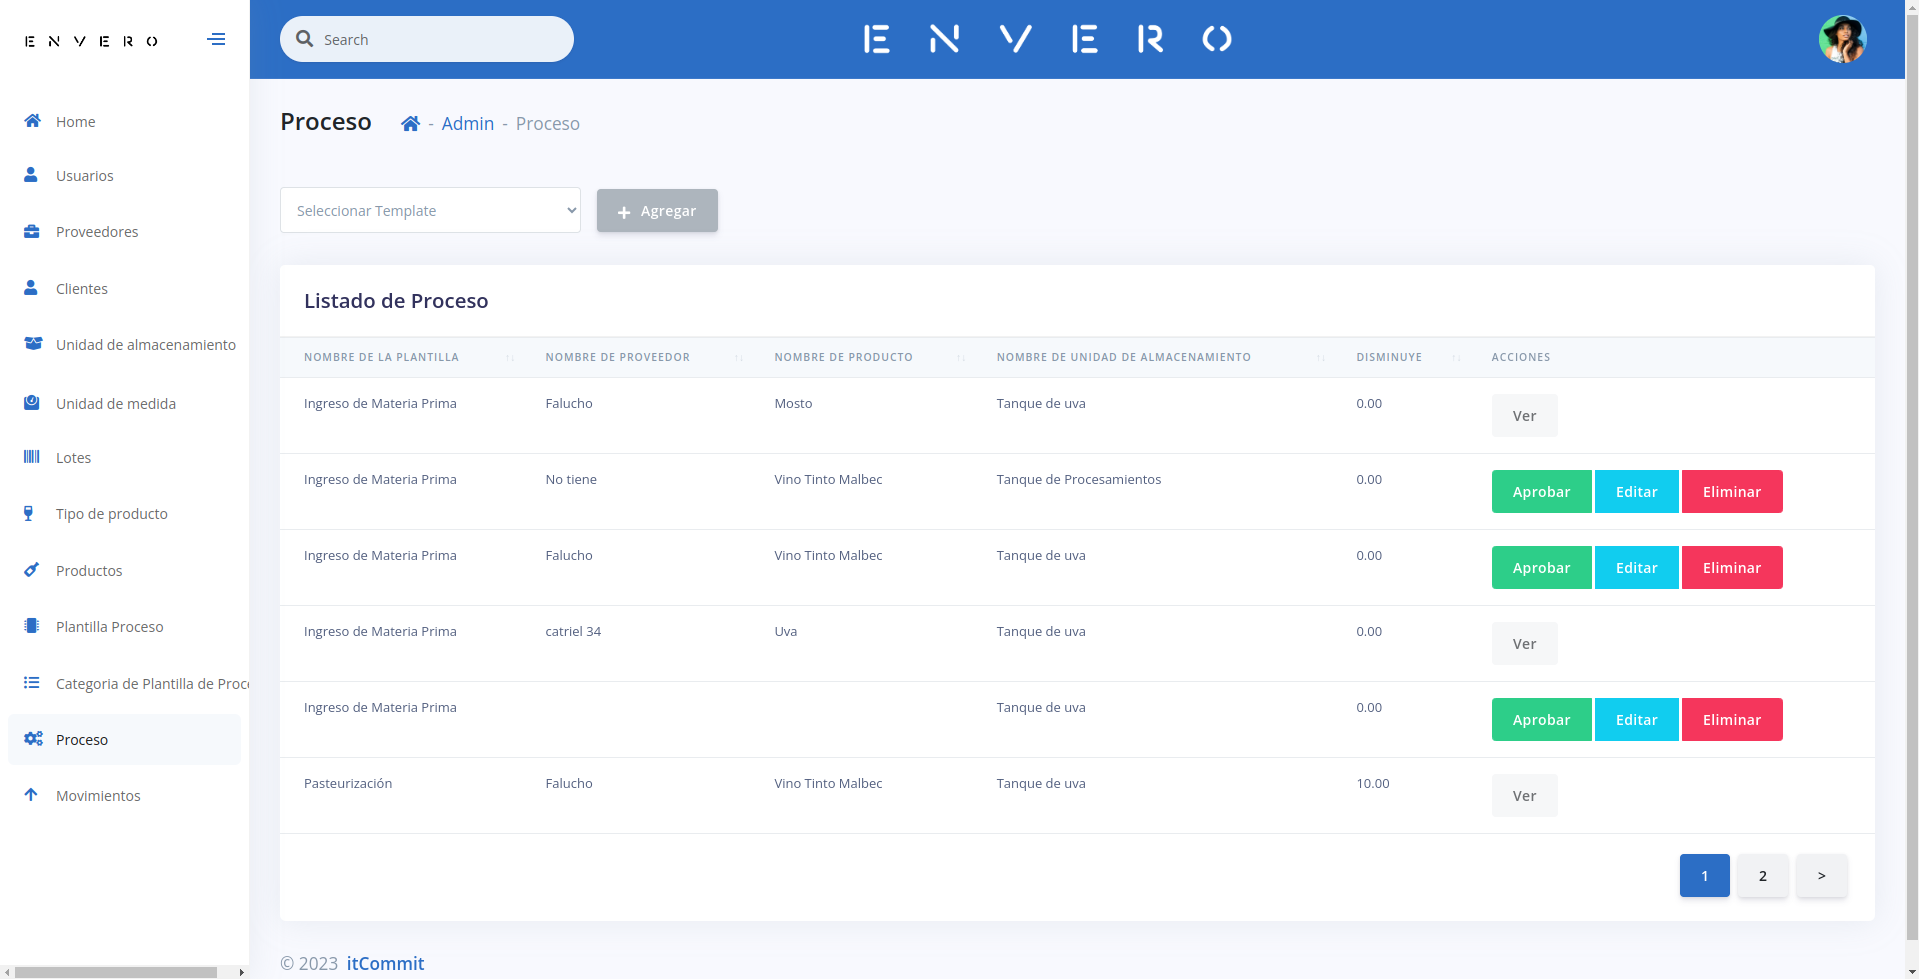 ENVERO
Search
ENVERO
Home
Usuarios
Proveedores
Clientes
Unidad de almacenamiento
Unidad de medida
Lotes
Tipo de producto
Productos
Plantilla Proceso
Categoria de Plantilla de Proc
Proceso
Movimientos
Proceso - Admin - Proceso
Seleccionar Template + Agregar
Listado de Proceso
NOMBRE DE LA PLANTILLA NOMBRE DE PROVEEDOR NOMBRE DE PRODUCTO NOMBRE DE UNIDAD DE ALMACENAMIENTO DISMINUYE ACCIONES
Ingreso de Materia Prima Falucho Mosto Tanque de uva 0.00 Ver
Ingreso de Materia Prima No tiene Vino Tinto Malbec Tanque de Procesamientos 0.00 Aprobar Editar Eliminar
Ingreso de Materia Prima Falucho Vino Tinto Malbec Tanque de uva 0.00 Aprobar Editar Eliminar
Ingreso de Materia Prima catriel 34 Uva Tanque de uva 0.00 Ver
Ingreso de Materia Prima Tanque de uva 0.00 Aprobar Editar Eliminar
Pasteurización Falucho Vino Tinto Malbec Tanque de uva 10.00 Ver
1 2 >
© 2023 itCommit